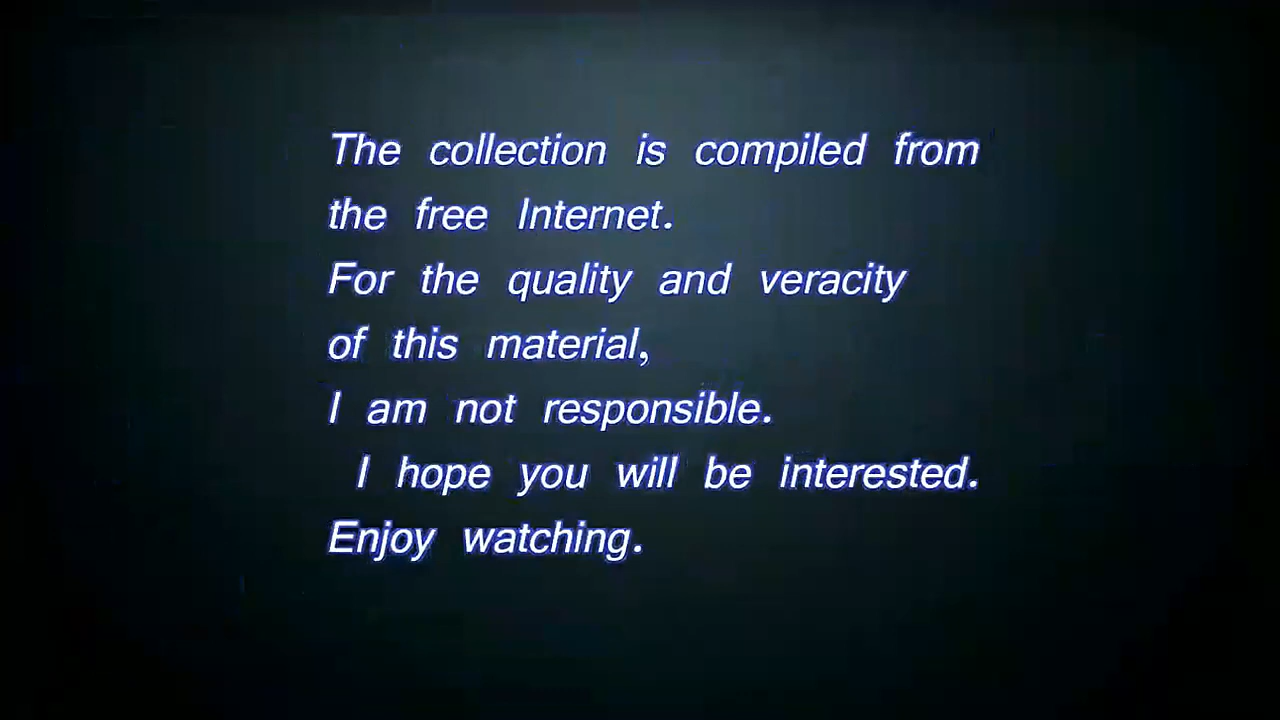 The collection is compiled from
the free Internet.
For the quality and veracity
of this material,
I am not responsible.
I hope you will be interested.
Enjoy watching.